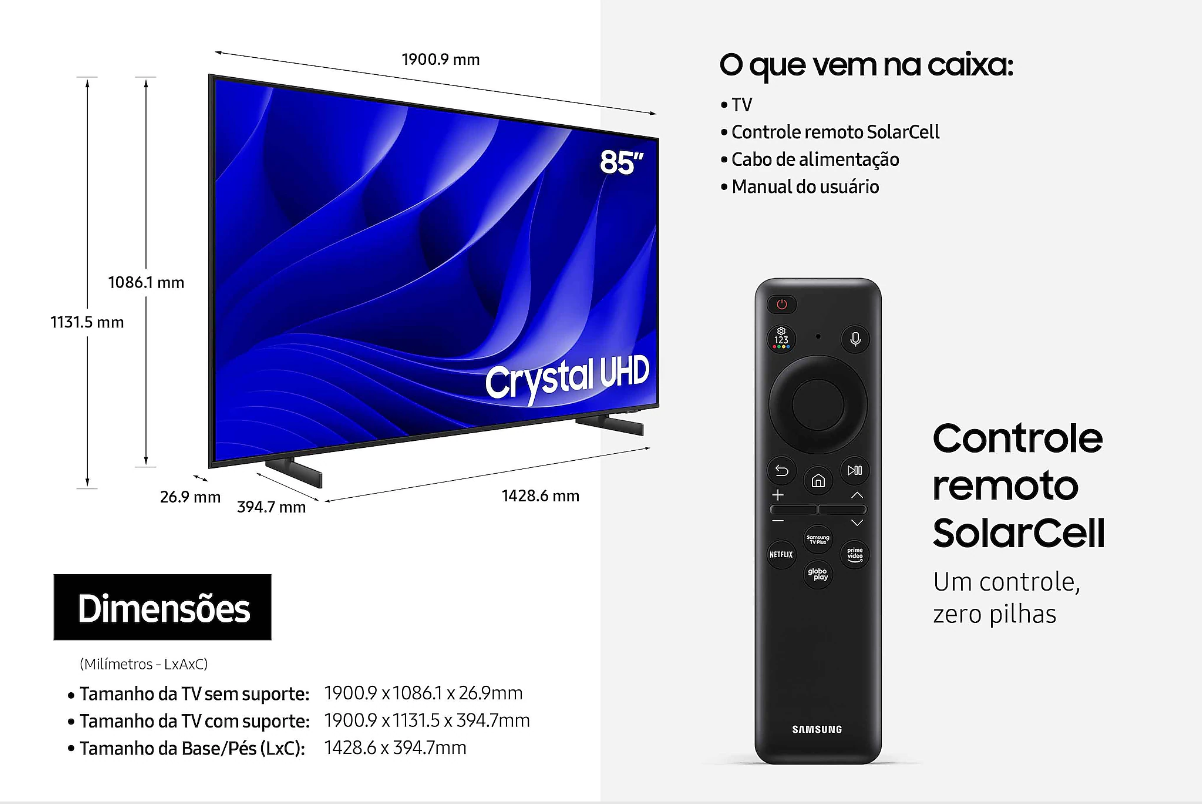 1900.9 mm
85”
1086.1 mm
1131.5 mm
Crystal UHD
26.9 mm
394.7 mm
1428.6 mm
Dimensões
(Milímetros - LxAxC)
• Tamanho da TV sem suporte: 1900.9 x 1086.1 x 26.9mm
• Tamanho da TV com suporte: 1900.9 x 1131.5 x 394.7mm
• Tamanho da Base/Pés (LxC): 1428.6 x 394.7mm
O que vem na caixa:
• TV
• Controle remoto SolarCell
• Cabo de alimentação
• Manual do usuário
123
Samsung
TV Plus
NETFLIX
prime
video
globo
play
SAMSUNG
Controle
remoto
SolarCell
Um controle,
zero pilhas